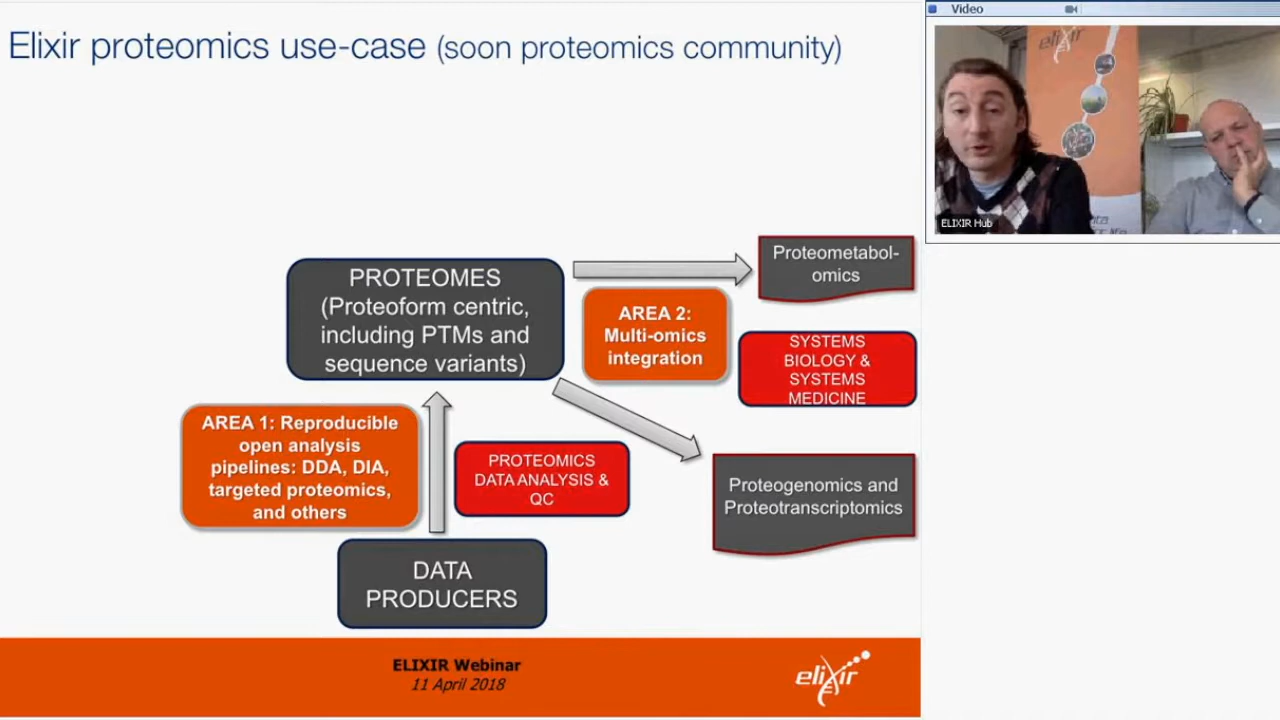 Elixir proteomics use-case (soon proteomics community)
Video
elixir
ELIXIR Hub
PROTEOMES
(Proteoform centric,
including PTMs and
sequence variants)
AREA 2:
Multi-omics
integration
Proteometabol-
omics
SYSTEMS
BIOLOGY &
SYSTEMS
MEDICINE
AREA 1: Reproducible
open analysis
pipelines: DDA, DIA,
targeted proteomics,
and others
PROTEOMICS
DATA ANALYSIS &
QC
Proteogenomics and
Proteotranscriptomics
DATA
PRODUCERS
ELIXIR Webinar
11 April 2018
elixir